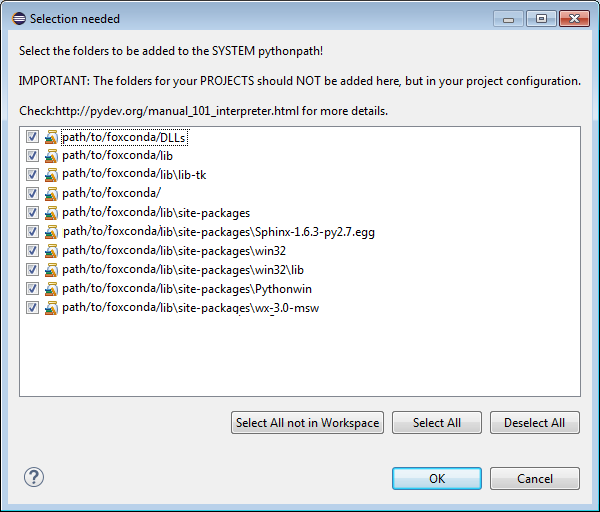 Selection needed
Select the folders to be added to the SYSTEM pythonpath!
IMPORTANT: The folders for your PROJECTS should NOT be added here, but in your project configuration.
Check:http://pydev.org/manual_101_interpreter.html for more details.
path/to/foxconda/DLLs
path/to/foxconda/lib
path/to/foxconda/lib\lib-tk
path/to/foxconda/
path/to/foxconda/lib\site-packages
path/to/foxconda/lib\site-packages\Sphinx-1.6.3-py2.7.egg
path/to/foxconda/lib\site-packages\win32
path/to/foxconda/lib\site-packages\win32\lib
path/to/foxconda/lib\site-packages\Pythonwin
path/to/foxconda/lib\site-packages\wx-3.0-msw
Select All not in Workspace Select All Deselect All
? OK Cancel